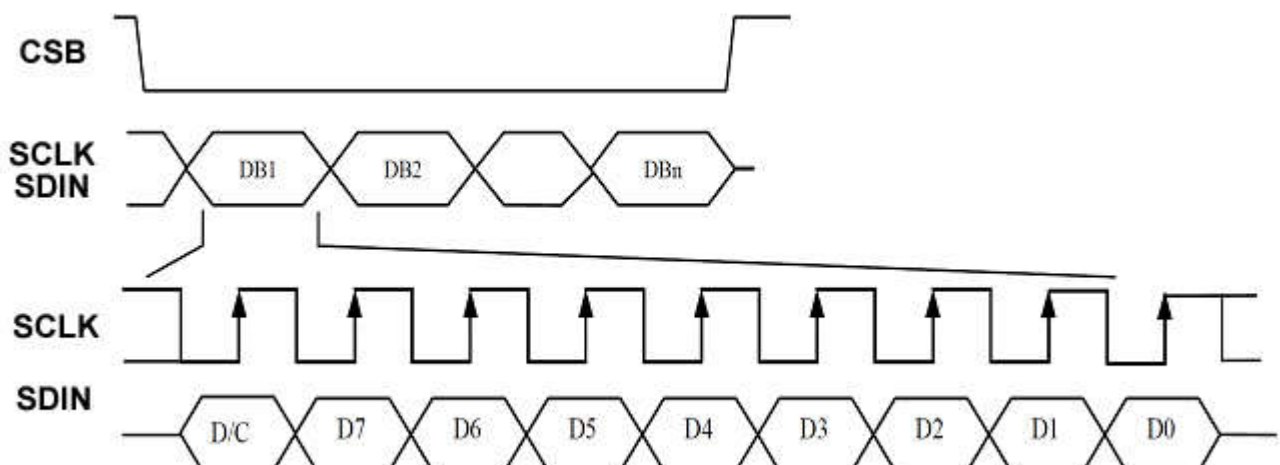 CSB
SCLK
SDIN
DB1 DB2 DBn
SCLK
SDIN
D/C D7 D6 D5 D4 D3 D2 D1 D0